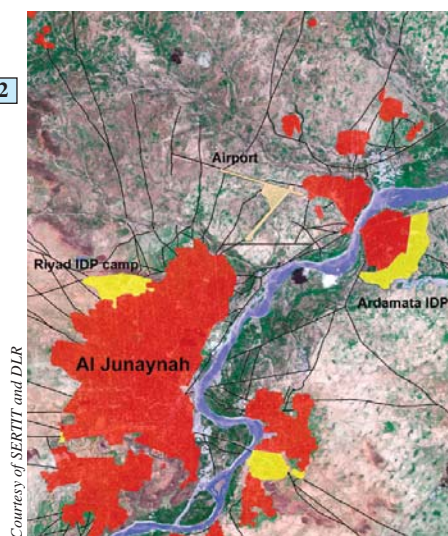 2
Airport
Riyad IDP camp
Ardamata IDP
Al Junaynah
Courtesy of SERTIT and DLR